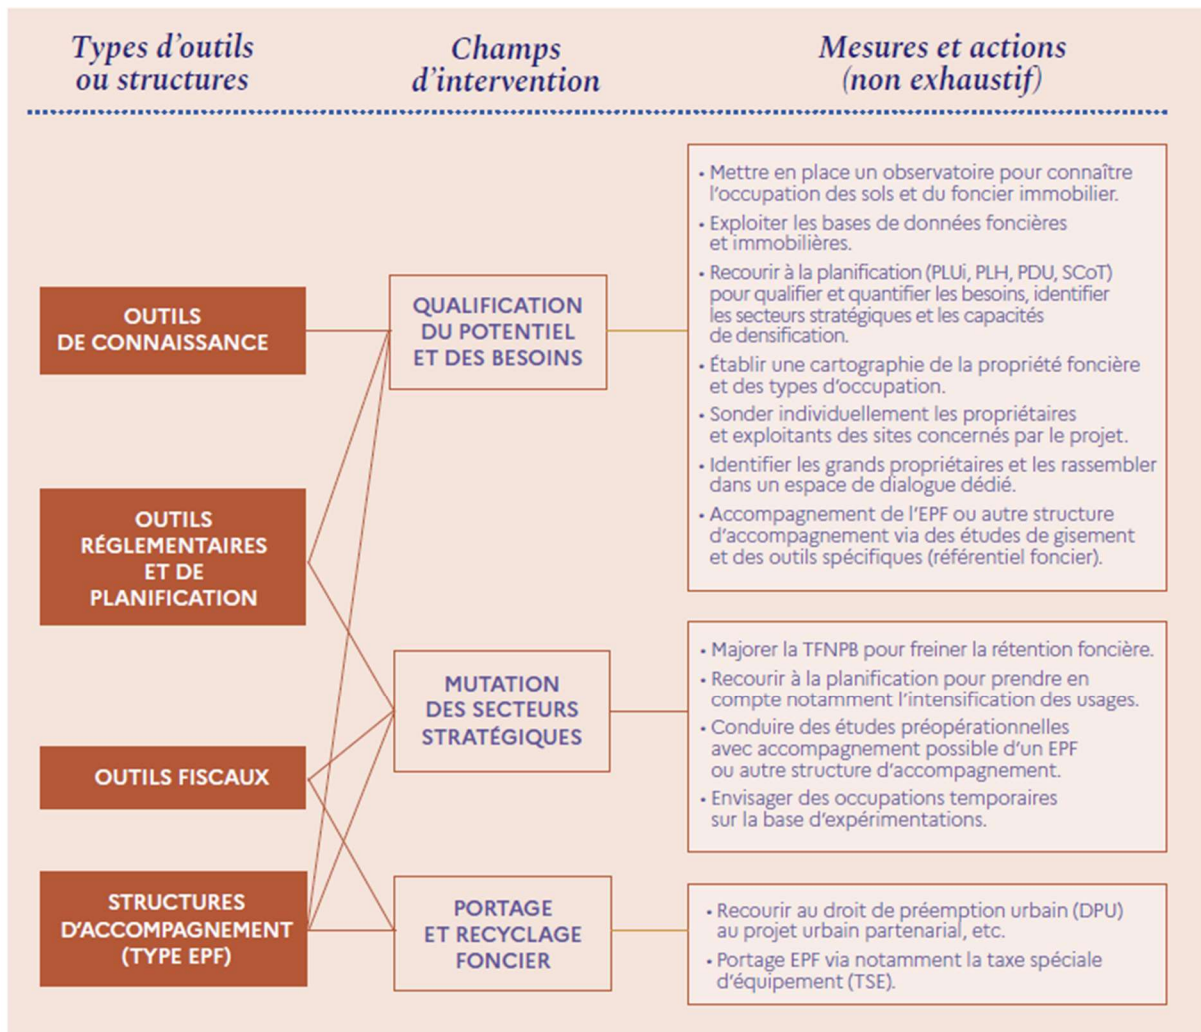 Types d'outils
ou structures
Champs
d'intervention
Mesures et actions
(non exhaustif)
OUTILS
DE CONNAISSANCE
OUTILS
RÉGLEMENTAIRES
ET DE
PLANIFICATION
OUTILS FISCAUX
STRUCTURES
D'ACCOMPAGNEMENT
(TYPE EPF)
QUALIFICATION
DU POTENTIEL
ET DES BESOINS
MUTATION
DES SECTEURS
STRATÉGIQUES
PORTAGE
ET RECYCLAGE
FONCIER
• Mettre en place un observatoire pour connaître
l'occupation des sols et du foncier immobilier.
• Exploiter les bases de données foncières
et immobilières.
• Recourir à la planification (PLUi, PLH, PDU, SCoT)
pour qualifier et quantifier les besoins, identifier
les secteurs stratégiques et les capacités
de densification.
• Établir une cartographie de la propriété foncière
et des types d'occupation.
• Sonder individuellement les propriétaires
et exploitants des sites concernés par le projet.
• Identifier les grands propriétaires et les rassembler
dans un espace de dialogue dédié.
• Accompagnement de l'EPF ou autre structure
d'accompagnement via des études de gisement
et des outils spécifiques (référentiel foncier).
• Majorer la TFNPB pour freiner la rétention foncière.
• Recourir à la planification pour prendre en
compte notamment l'intensification des usages.
• Conduire des études préopérationnelles
avec accompagnement possible d'un EPF
ou autre structure d'accompagnement.
• Envisager des occupations temporaires
sur la base d'expérimentations.
• Recourir au droit de préemption urbain (DPU)
au projet urbain partenarial, etc.
• Portage EPF via notamment la taxe spéciale
d'équipement (TSE).